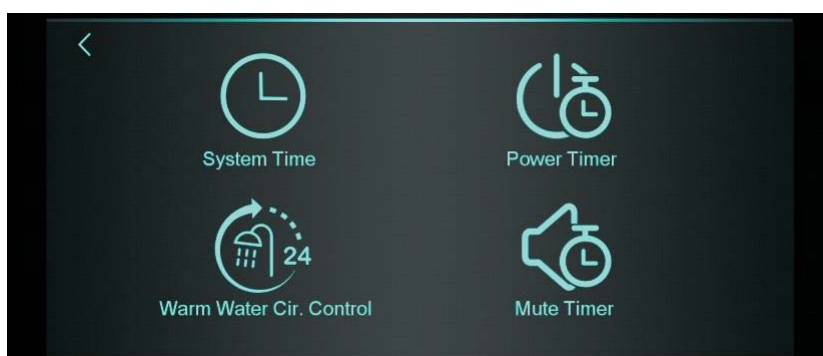 System Time
Power Timer
24
Warm Water Cir. Control
Mute Timer